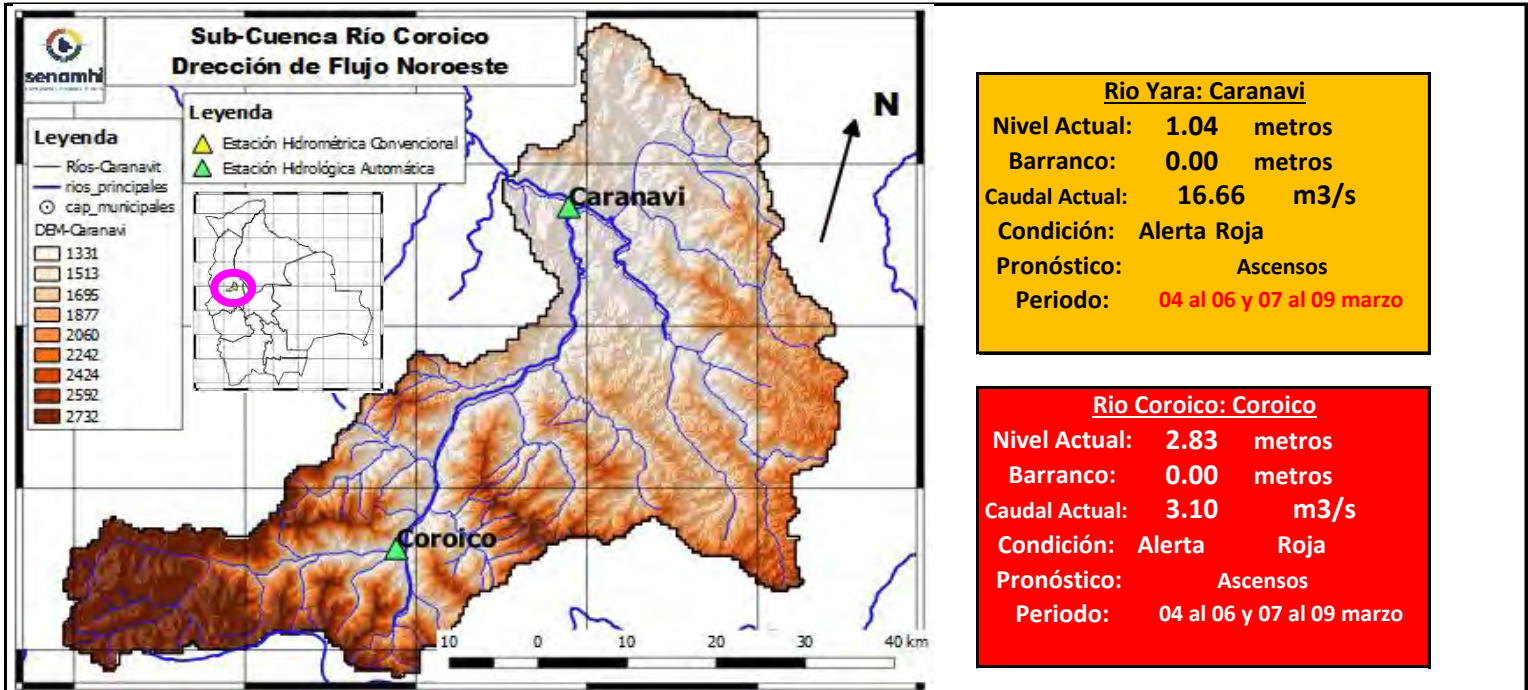 senamhi
Sub-Cuenca Río Coroico
Drección de Flujo Noroeste
Leyenda
Estación Hidrométrica Convencional
Estación Hidrológica Automática
Leyenda
Ríos-Caranavit
rios_principales
cap_municipales
DEM-Caranavi
1331
1513
1695
1877
2060
2242
2424
2592
2732
N
Caranavi
Coroico
10 0 10 20 30 40 km
Rio Yara: Caranavi
Nivel Actual: 1.04 metros
Barranco: 0.00 metros
Caudal Actual: 16.66 m3/s
Condición: Alerta Roja
Pronóstico: Ascensos
Periodo: 04 al 06 y 07 al 09 marzo
Rio Coroico: Coroico
Nivel Actual: 2.83 metros
Barranco: 0.00 metros
Caudal Actual: 3.10 m3/s
Condición: Alerta Roja
Pronóstico: Ascensos
Periodo: 04 al 06 y 07 al 09 marzo